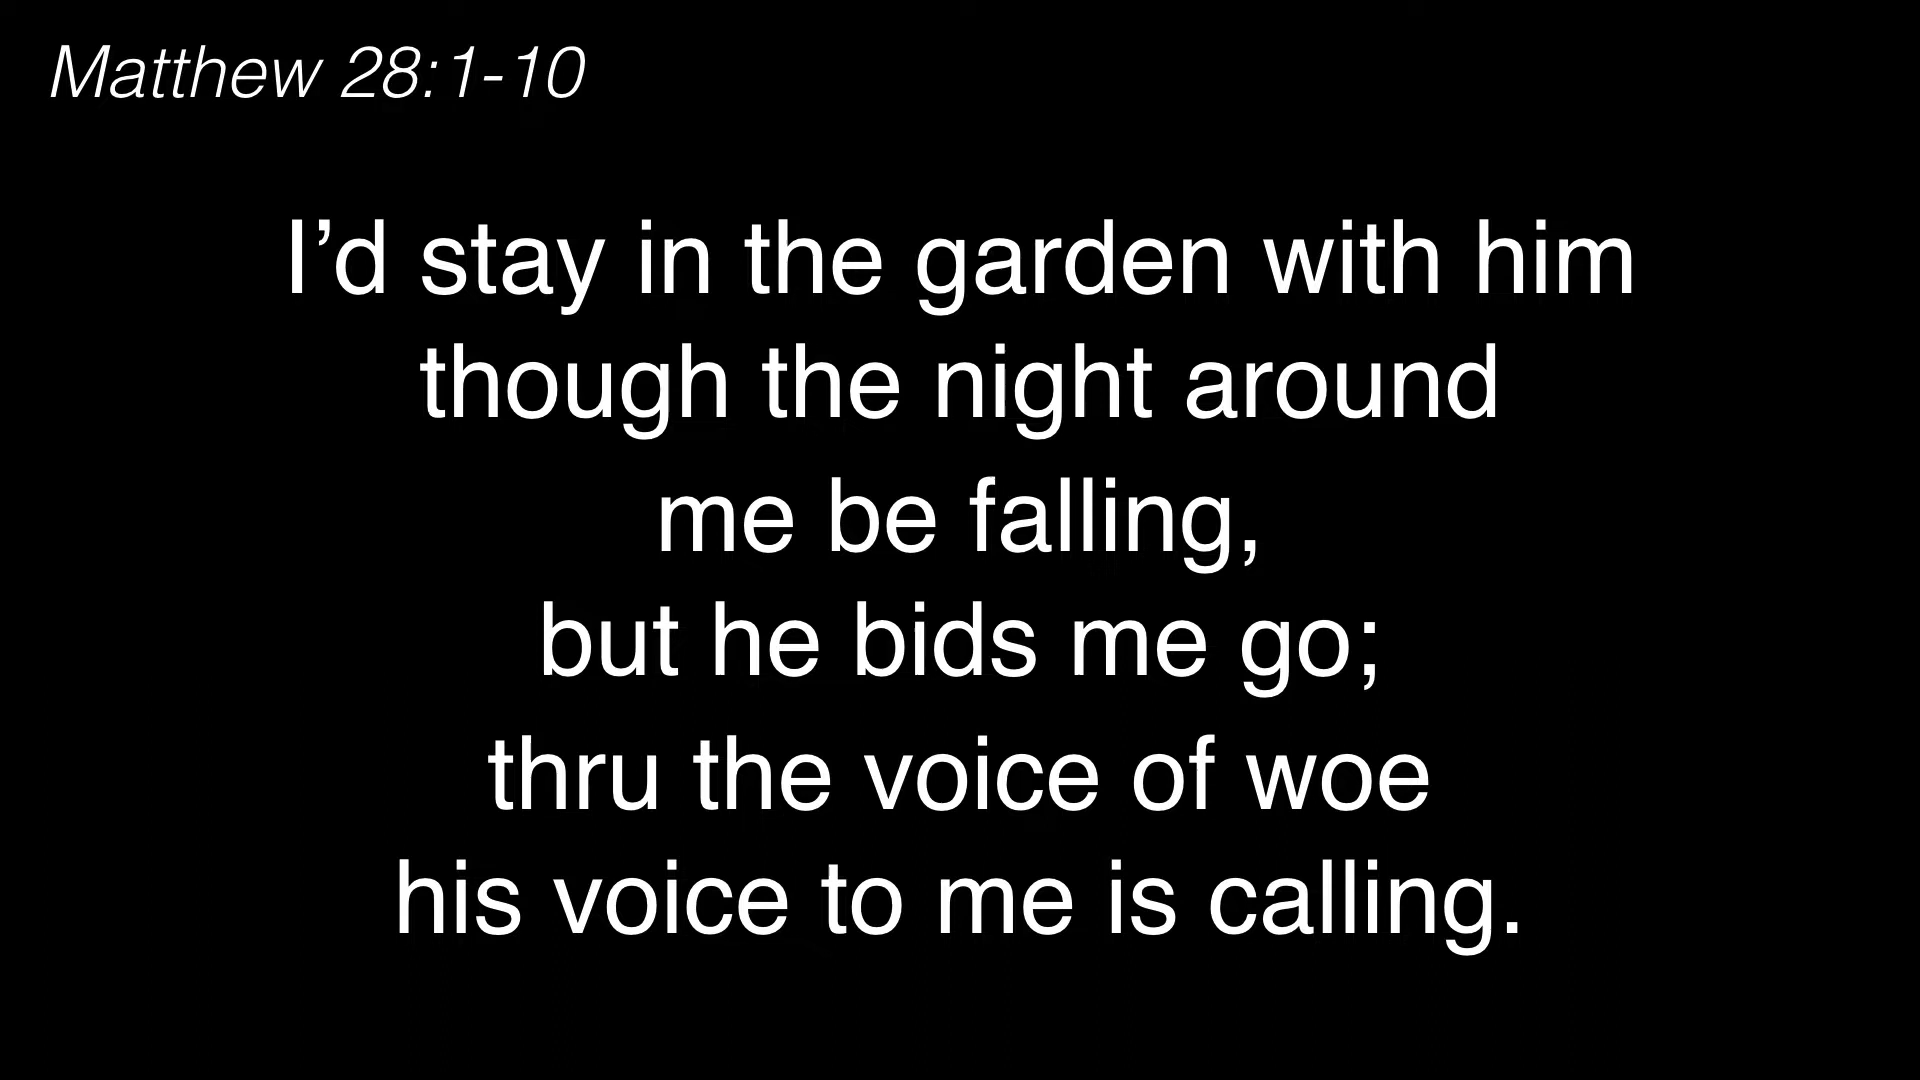 Matthew 28:1-10
I’d stay in the garden with him
though the night around
me be falling,
but he bids me go;
thru the voice of woe
his voice to me is calling.